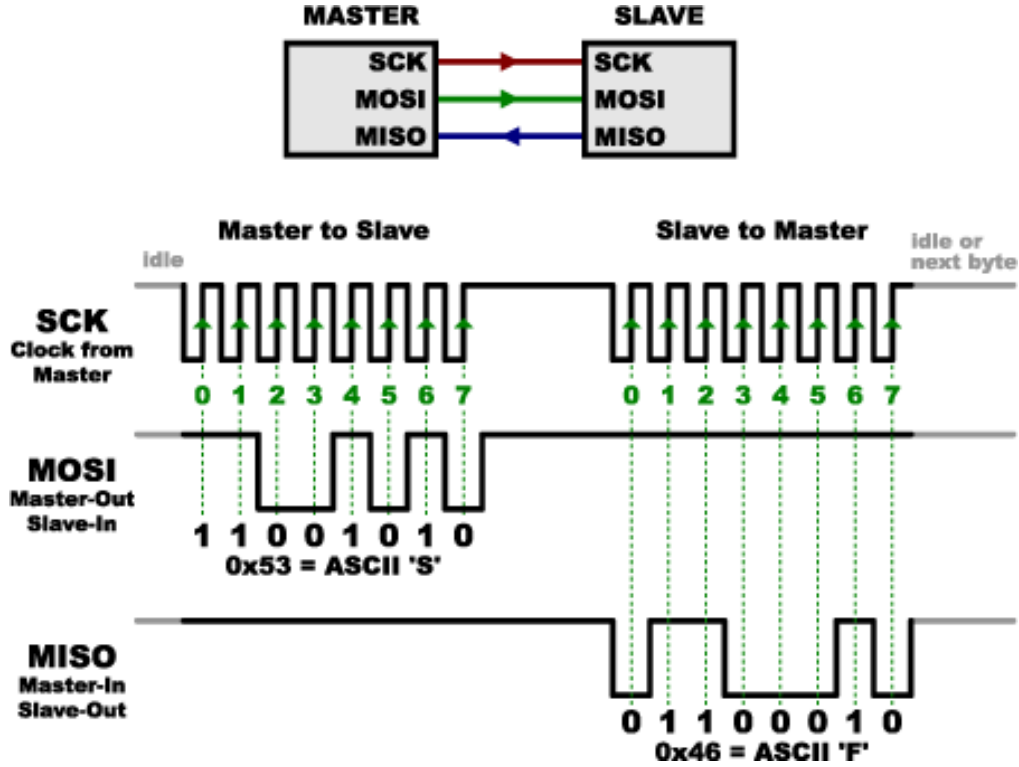 MASTER SLAVE
SCK SCK
MOSI MOSI
MISO MISO
Master to Slave Slave to Master
idle idle or
next byte
SCK
Clock from
Master
0 1 2 3 4 5 6 7 0 1 2 3 4 5 6 7
MOSI
Master-Out
Slave-In
1 1 0 0 1 0 1 0
0x53 = ASCII 'S'
MISO
Master-In
Slave-Out
0 1 1 0 0 0 1 0
0x46 = ASCII 'F'